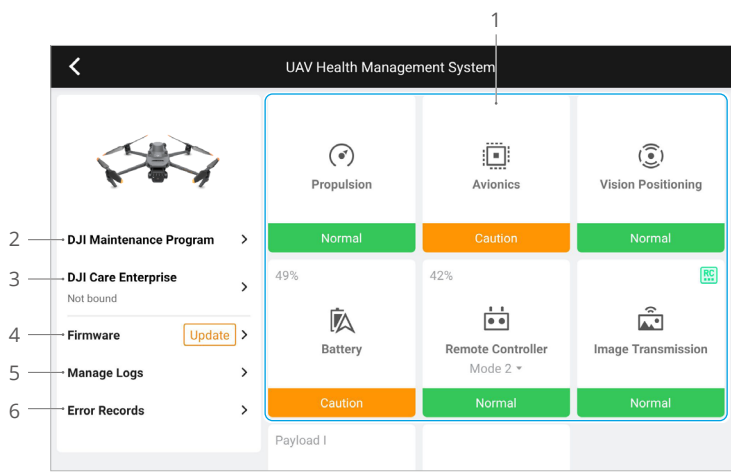 1
UAV Health Management System
Propulsion
Avionics
Vision Positioning
Normal
Caution
Normal
2
DJI Maintenance Program
3
DJI Care Enterprise
Not bound
4
Firmware
Update
5
Manage Logs
6
Error Records
49%
42%
RC
Battery
Remote Controller
Mode 2
Image Transmission
Caution
Normal
Normal
Payload I